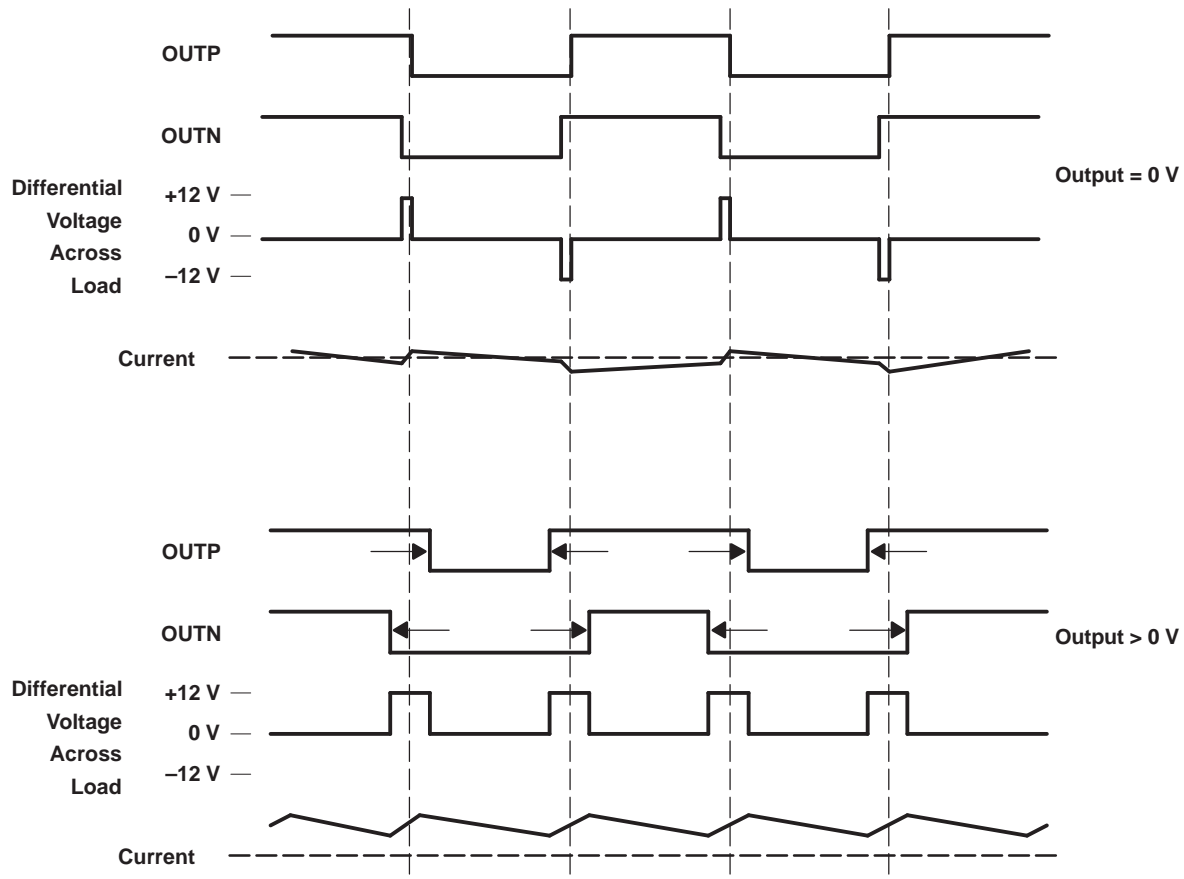 OUTP
OUTN
Output = 0 V
Differential
Voltage
Across
Load
+12 V
0 V
–12 V
Current
OUTP
OUTN
Output > 0 V
Differential
Voltage
Across
Load
+12 V
0 V
–12 V
Current